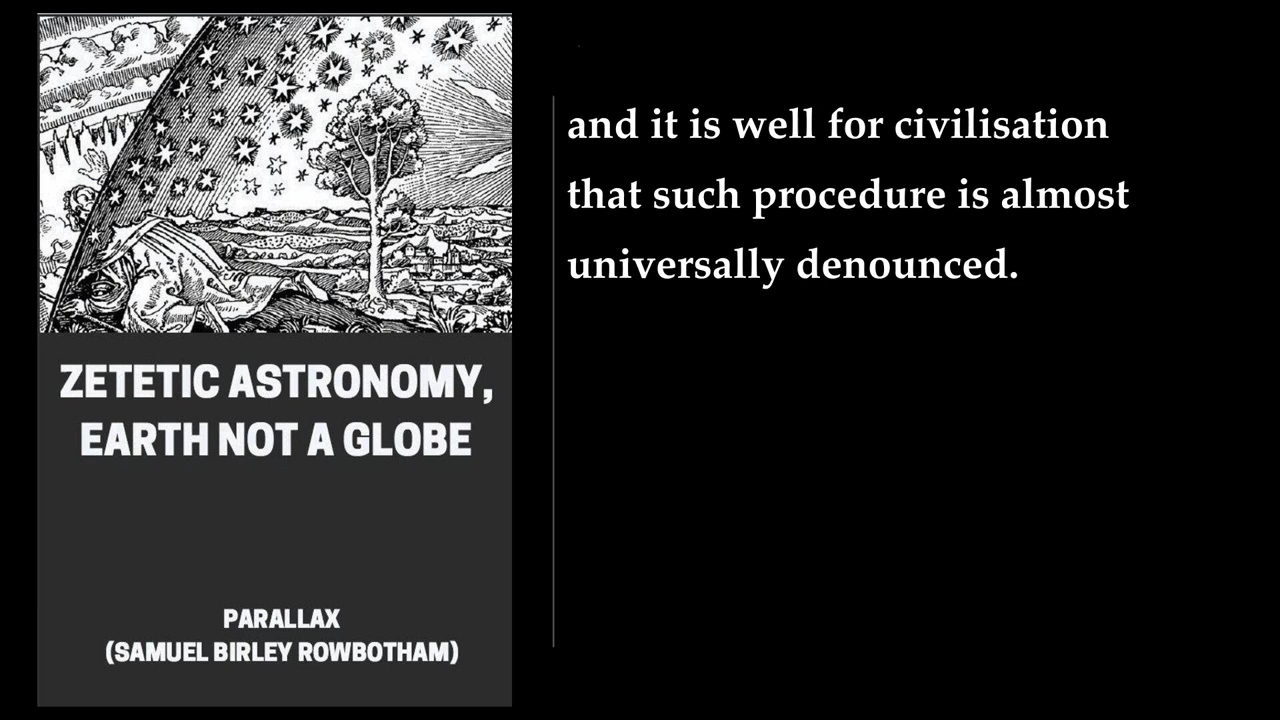 ZETETIC ASTRONOMY,
EARTH NOT A GLOBE
PARALLAX
(SAMUEL BIRLEY ROWBOTHAM)
and it is well for civilisation
that such procedure is almost
universally denounced.